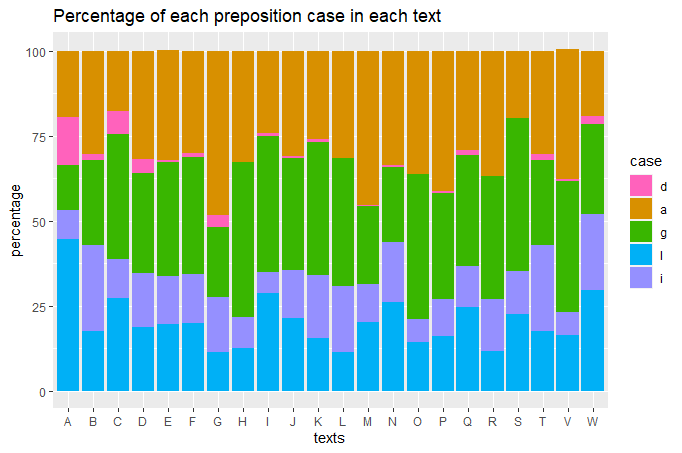 Percentage of each preposition case in each text
percentage
100
75
50
25
0
A B C D E F G H I J K L M N O P Q R S T V W
texts
case
d
a
g
l
i